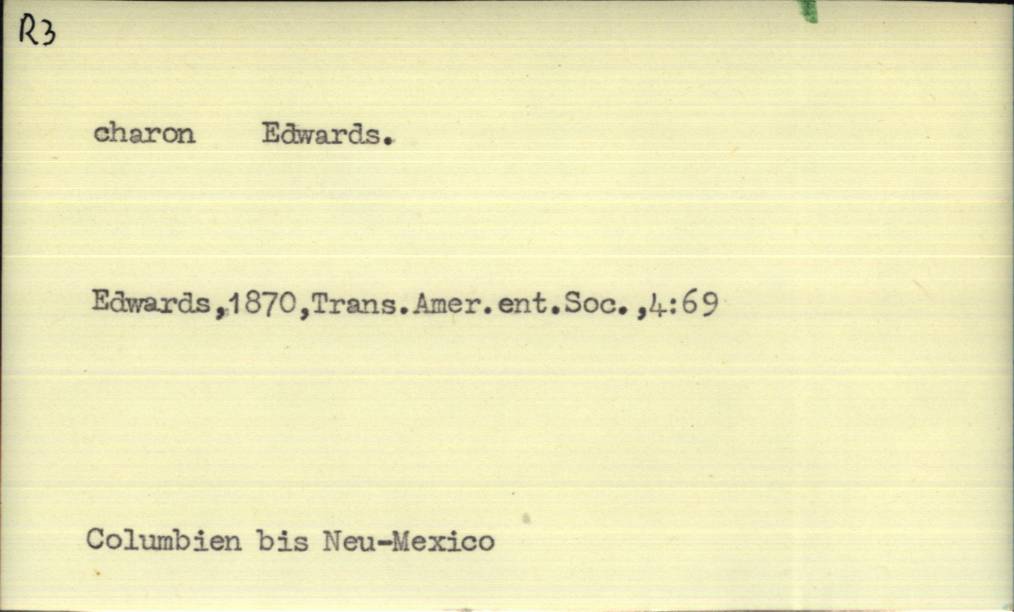 R3
charon Edwards.
Edwards,1870,Trans.Amer.ent.Soc.,4:69
Columbien bis Neu-Mexico